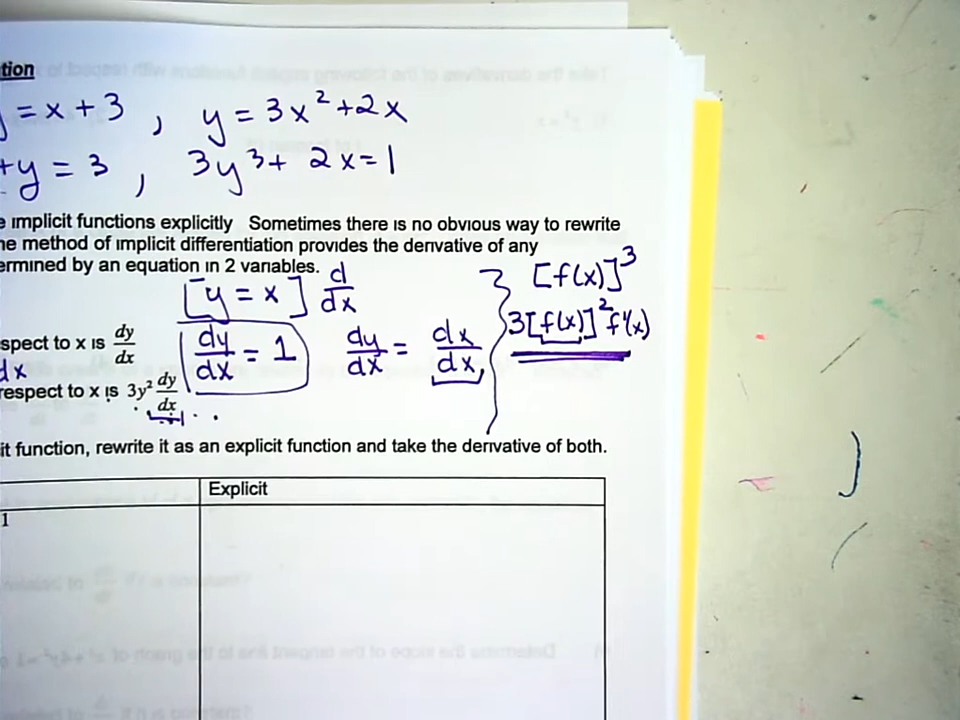 tion
y = x + 3 , y = 3x² + 2x
+y = 3 , 3y³ + 2x = 1
e implicit functions explicitly Sometimes there is no obvious way to rewrite
he method of implicit differentiation provides the derivative of any
ermined by an equation in 2 variables.
[y = x] d/dx
[f(x)]³
spect to x is dy/dx
dy/dx = 1
dy/dx = dx/dx
3[f(x)]² f'(x)
dx
respect to x is 3y² dy/dx
it function, rewrite it as an explicit function and take the derivative of both.
Explicit
1